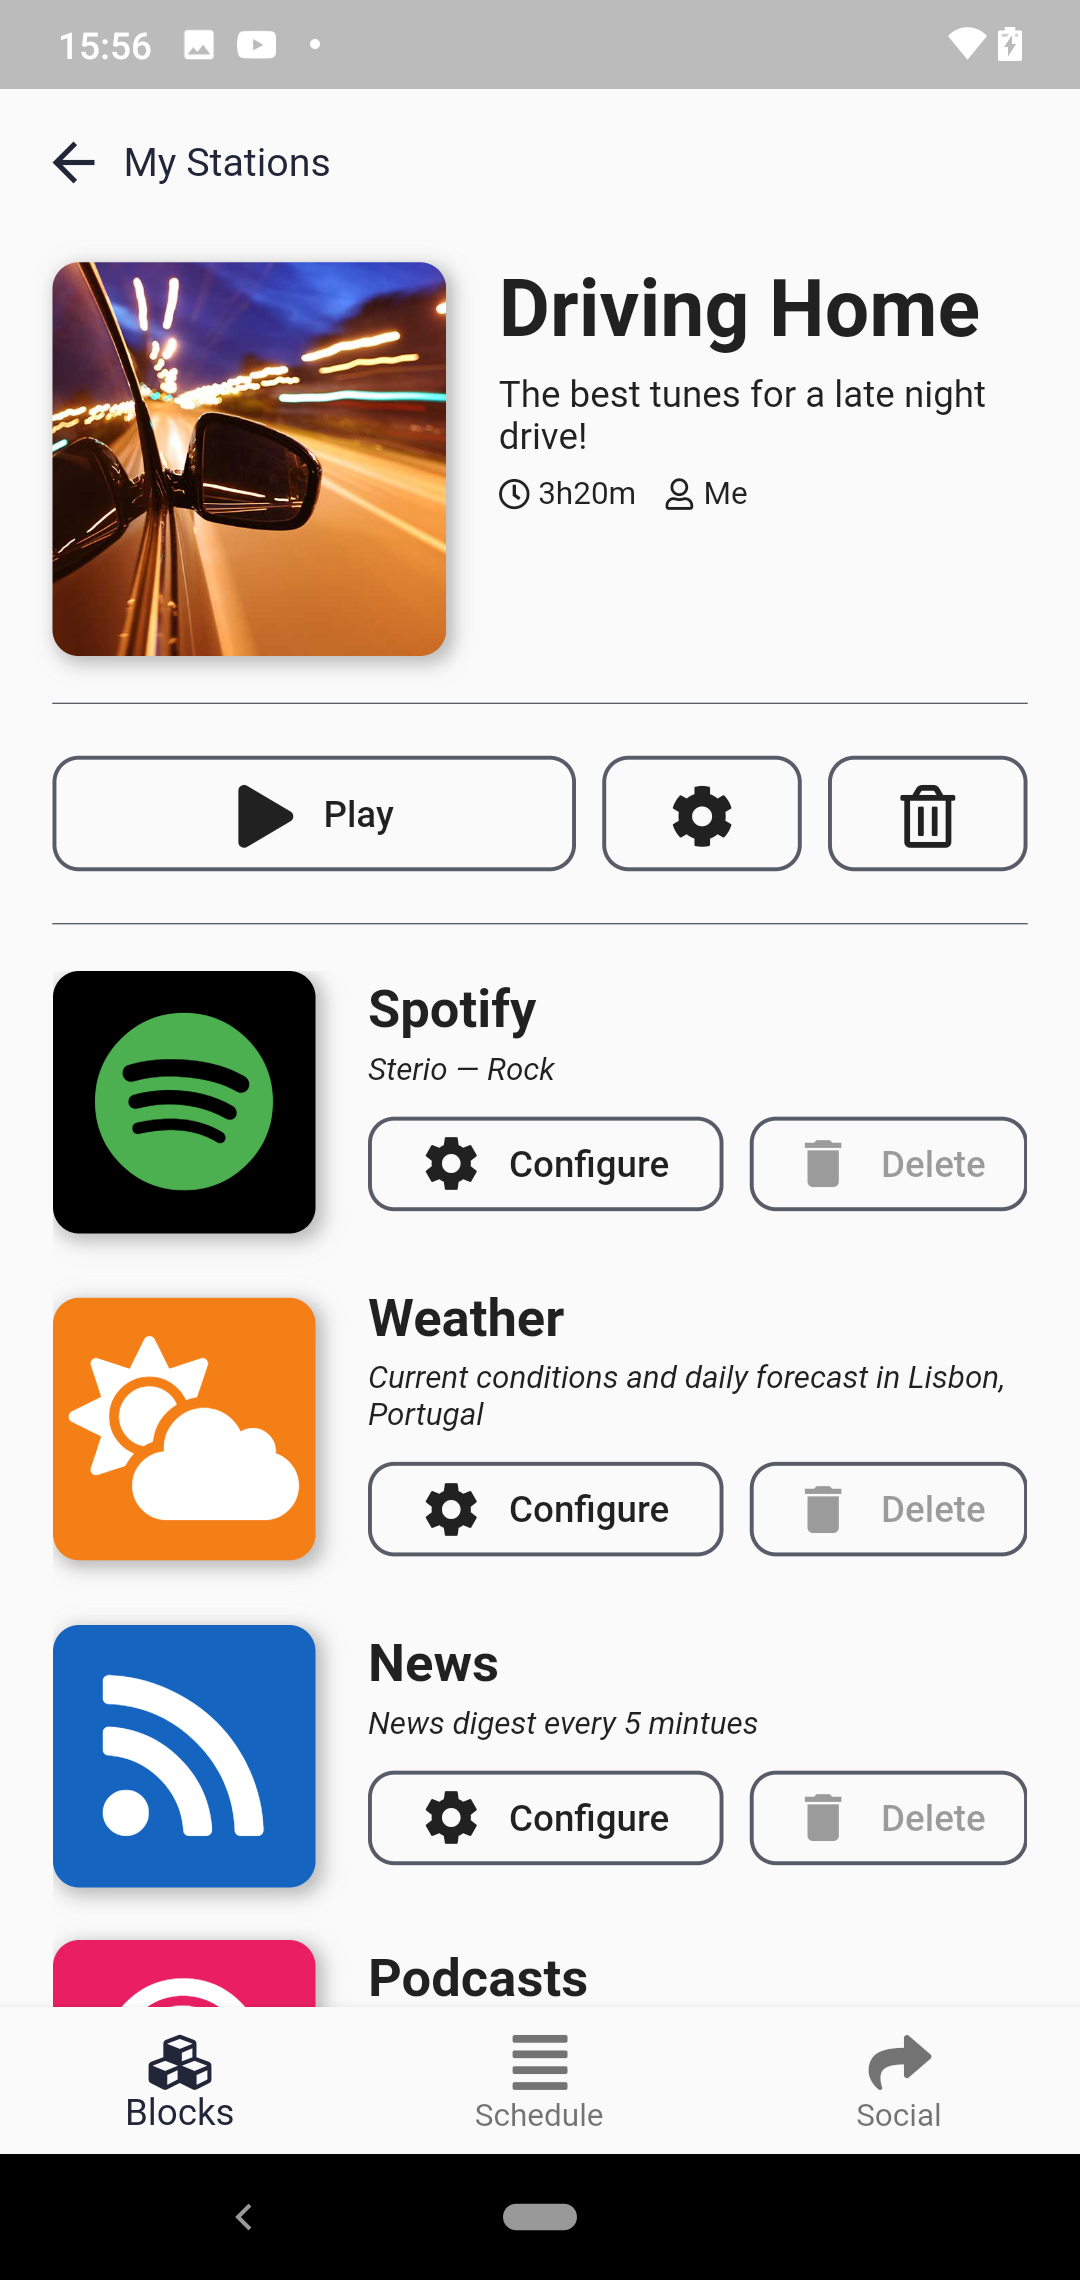 15:56
My Stations
Driving Home
The best tunes for a late night
drive!
3h20m Me
Play
Spotify
Sterio – Rock
Configure Delete
Weather
Current conditions and daily forecast in Lisbon,
Portugal
Configure Delete
News
News digest every 5 mintues
Configure Delete
Podcasts
Blocks Schedule Social